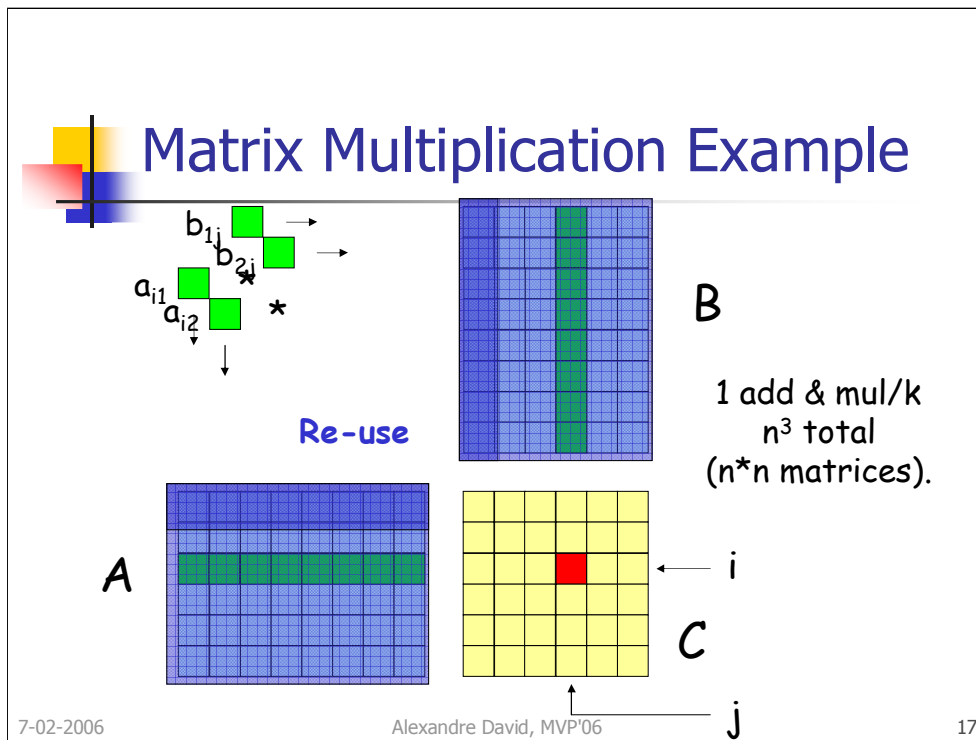 Matrix Multiplication Example
b1j
b2j
*
*
ai1
ai2
B
Re-use
1 add & mul/k
n³ total
(n*n matrices).
A
i
C
j
7-02-2006
Alexandre David, MVP'06
17